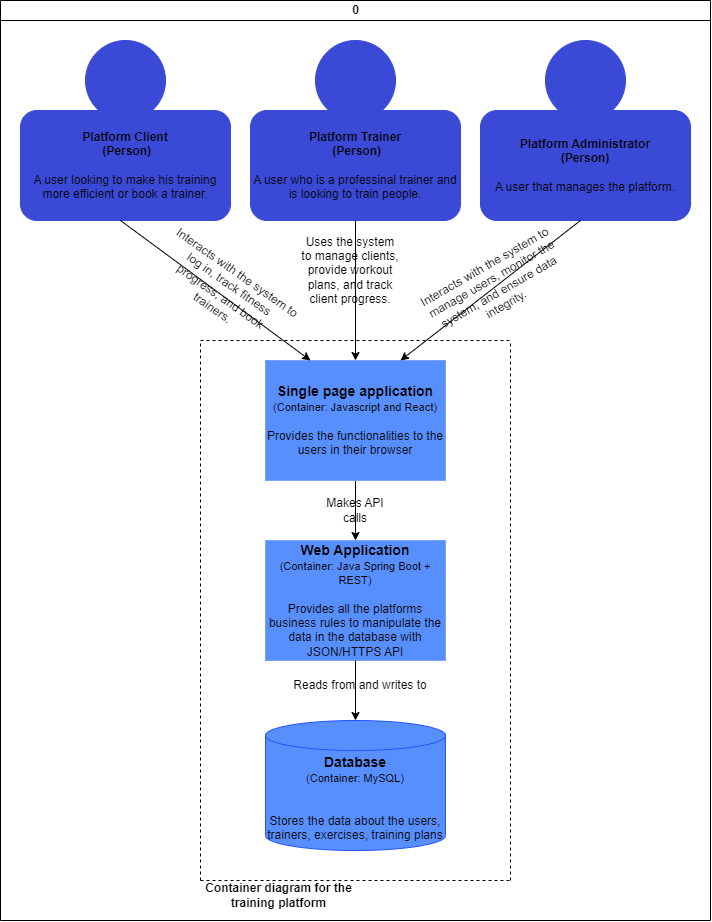 0
Platform Client
(Person)
A user looking to make his training
more efficient or book a trainer.
Platform Trainer
(Person)
A user who is a professinal trainer and
is looking to train people.
Platform Administrator
(Person)
A user that manages the platform.
Interacts with the system to
log in, track fitness
progress, and book
trainers.
Uses the system
to manage clients,
provide workout
plans, and track
client progress.
Interacts with the system to
manage users, monitor the
system, and ensure data
integrity.
Single page application
(Container: Javascript and React)
Provides the functionalities to the
users in their browser
Makes API
calls
Web Application
(Container: Java Spring Boot +
REST)
Provides all the platforms
business rules to manipulate the
data in the database with
JSON/HTTPS API
Reads from and writes to
Database
(Container: MySQL)
Stores the data about the users,
trainers, exercises, training plans
Container diagram for the
training platform